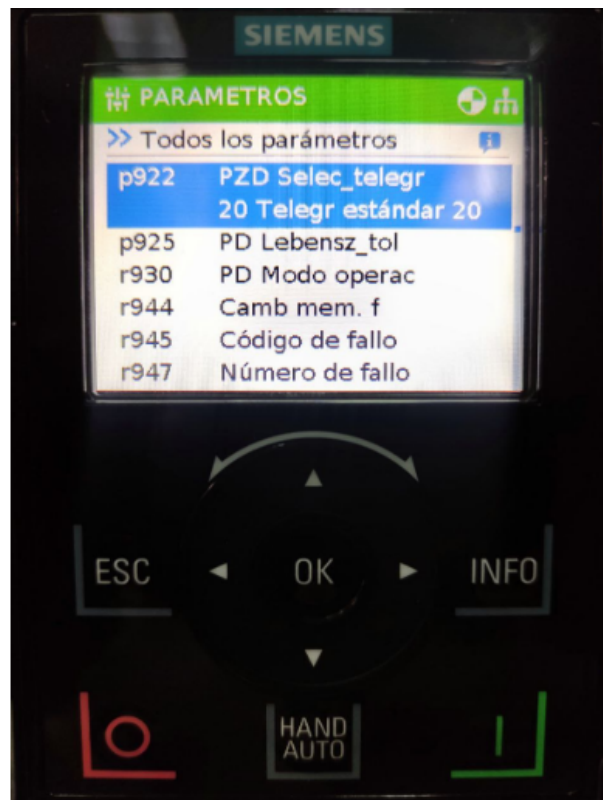 SIEMENS
PARAMETROS
>> Todos los parámetros
p922 PZD Selec_telegr
20 Telegr estándar 20
p925 PD Lebensz_tol
r930 PD Modo operac
r944 Camb mem. f
r945 Código de fallo
r947 Número de fallo
ESC OK INFO
HAND
AUTO